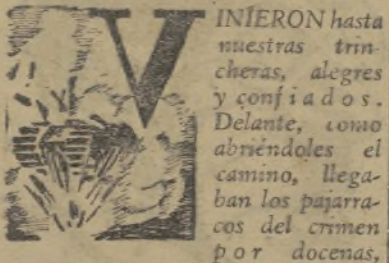 VINIERON hasta
nuestras trin-
cheras, alegres
y confiados.
Delante, como
abriéndoles el
camino, llega-
ban los pajarra-
cos del crimen
por docenas,